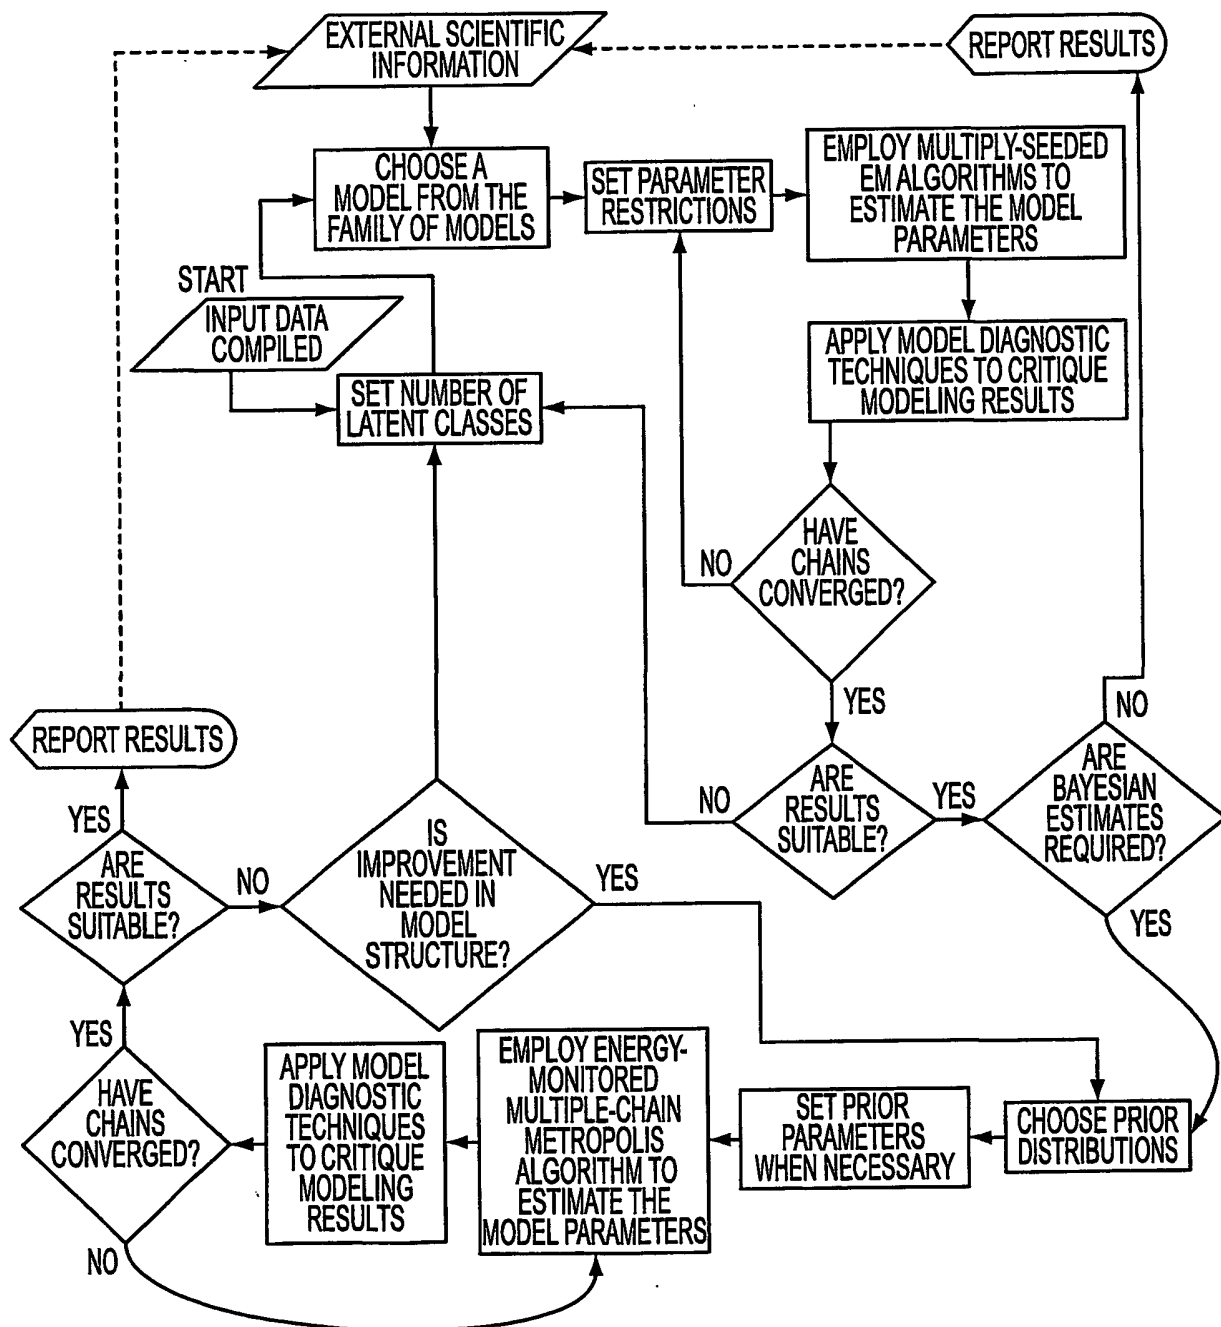 EXTERNAL SCIENTIFIC
INFORMATION
REPORT RESULTS
CHOOSE A
MODEL FROM THE
FAMILY OF MODELS
SET PARAMETER
RESTRICTIONS
EMPLOY MULTIPLY-SEEDED
EM ALGORITHMS TO
ESTIMATE THE MODEL
PARAMETERS
START
INPUT DATA
COMPILED
SET NUMBER OF
LATENT CLASSES
APPLY MODEL DIAGNOSTIC
TECHNIQUES TO CRITIQUE
MODELING RESULTS
HAVE
CHAINS
CONVERGED?
NO
YES
ARE
RESULTS
SUITABLE?
NO
YES
ARE
BAYESIAN
ESTIMATES
REQUIRED?
NO
YES
REPORT RESULTS
YES
ARE
RESULTS
SUITABLE?
NO
IS
IMPROVEMENT
NEEDED IN
MODEL
STRUCTURE?
YES
YES
HAVE
CHAINS
CONVERGED?
NO
APPLY MODEL
DIAGNOSTIC
TECHNIQUES
TO CRITIQUE
MODELING
RESULTS
EMPLOY ENERGY-
MONITORED
MULTIPLE-CHAIN
METROPOLIS
ALGORITHM TO
ESTIMATE THE
MODEL PARAMETERS
SET PRIOR
PARAMETERS
WHEN NECESSARY
CHOOSE PRIOR
DISTRIBUTIONS